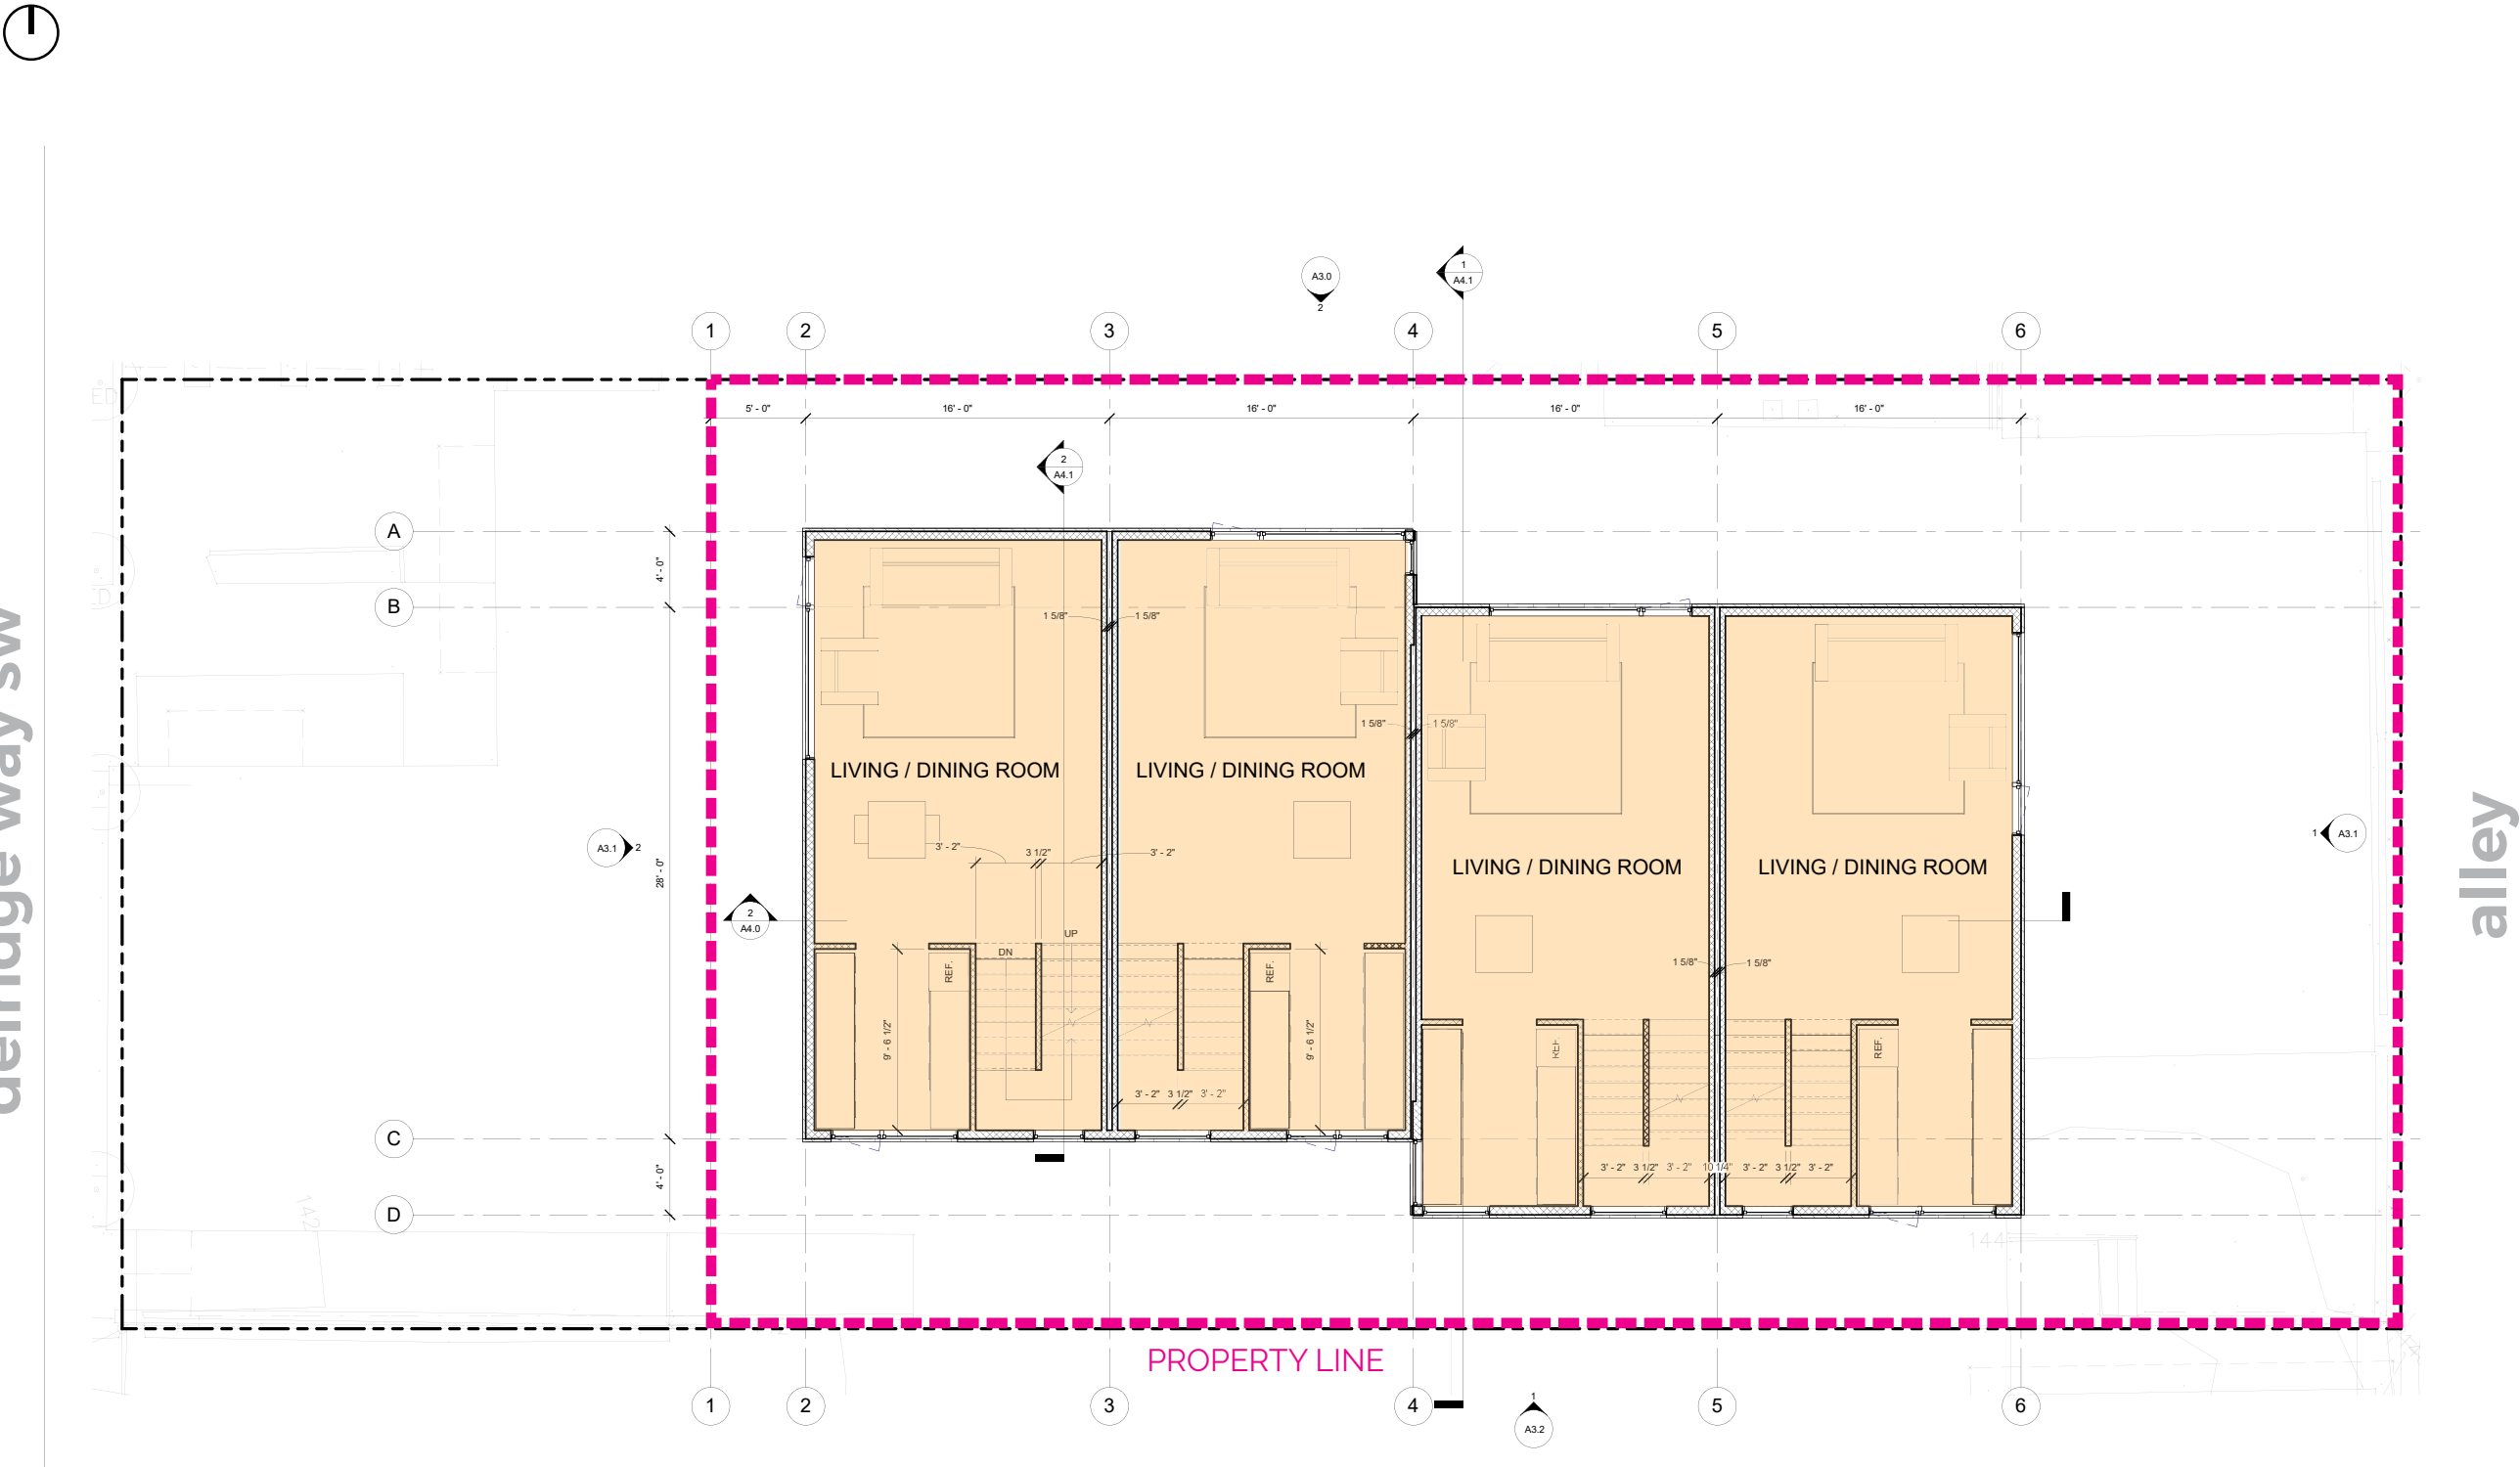 A3.0
2
1
A4.1
1 2 3 4 5 6
5' - 0" 16' - 0" 16' - 0" 16' - 0" 16' - 0"
2
A4.1
A
4' - 0"
B
1 5/8" 1 5/8"
1 5/8" 1 5/8"
LIVING / DINING ROOM LIVING / DINING ROOM
LIVING / DINING ROOM LIVING / DINING ROOM
A3.1 2
1 A3.1
3' - 2" 3 1/2" 3' - 2"
28' - 0"
2
A4.0
UP
DN
REF. REF.
1 5/8" 1 5/8"
9' - 6 1/2" 9' - 6 1/2"
REF. REF.
3' - 2" 3 1/2" 3' - 2"
C
4' - 0"
3' - 2" 3 1/2" 3' - 2" 10 1/4" 3' - 2" 3 1/2" 3' - 2"
D
142
144
PROPERTY LINE
1 2 3 4 5 6
1
A3.2
way sw
alley